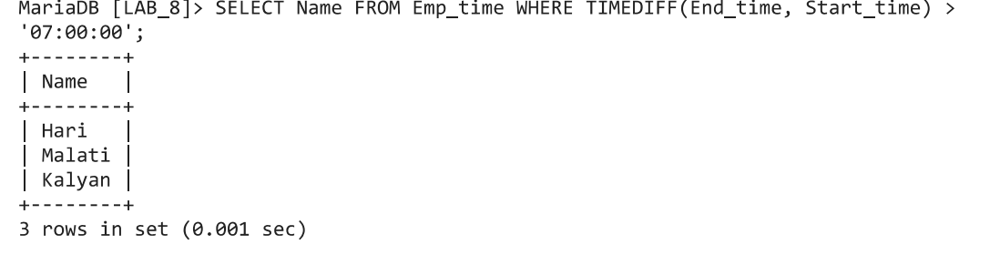 MariaDB [LAB_8]> SELECT Name FROM Emp_time WHERE TIMEDIFF(End_time, Start_time) >
'07:00:00';
+--------+
| Name   |
+--------+
| Hari   |
| Malati |
| Kalyan |
+--------+
3 rows in set (0.001 sec)